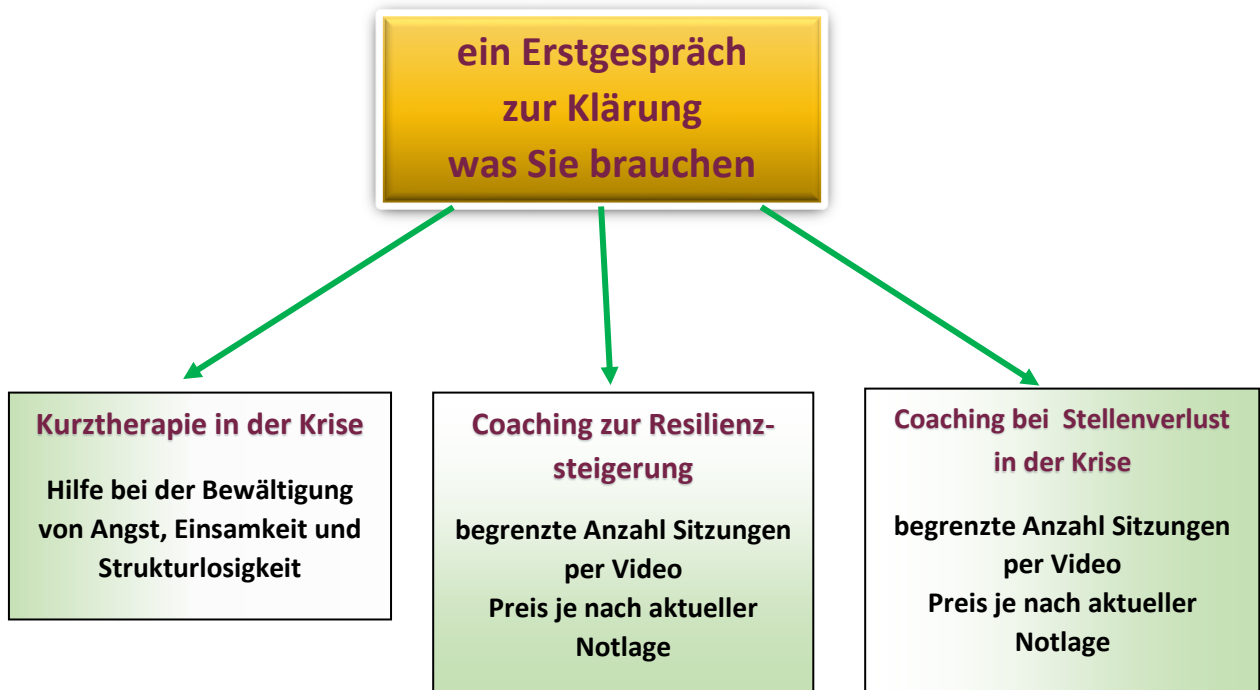 ein Erstgespräch
zur Klärung
was Sie brauchen
Kurztherapie in der Krise
Hilfe bei der Bewältigung
von Angst, Einsamkeit und
Strukturlosigkeit
Coaching zur Resilienz-
steigerung
begrenzte Anzahl Sitzungen
per Video
Preis je nach aktueller
Notlage
Coaching bei  Stellenverlust
in der Krise
begrenzte Anzahl Sitzungen
per Video
Preis je nach aktueller
Notlage